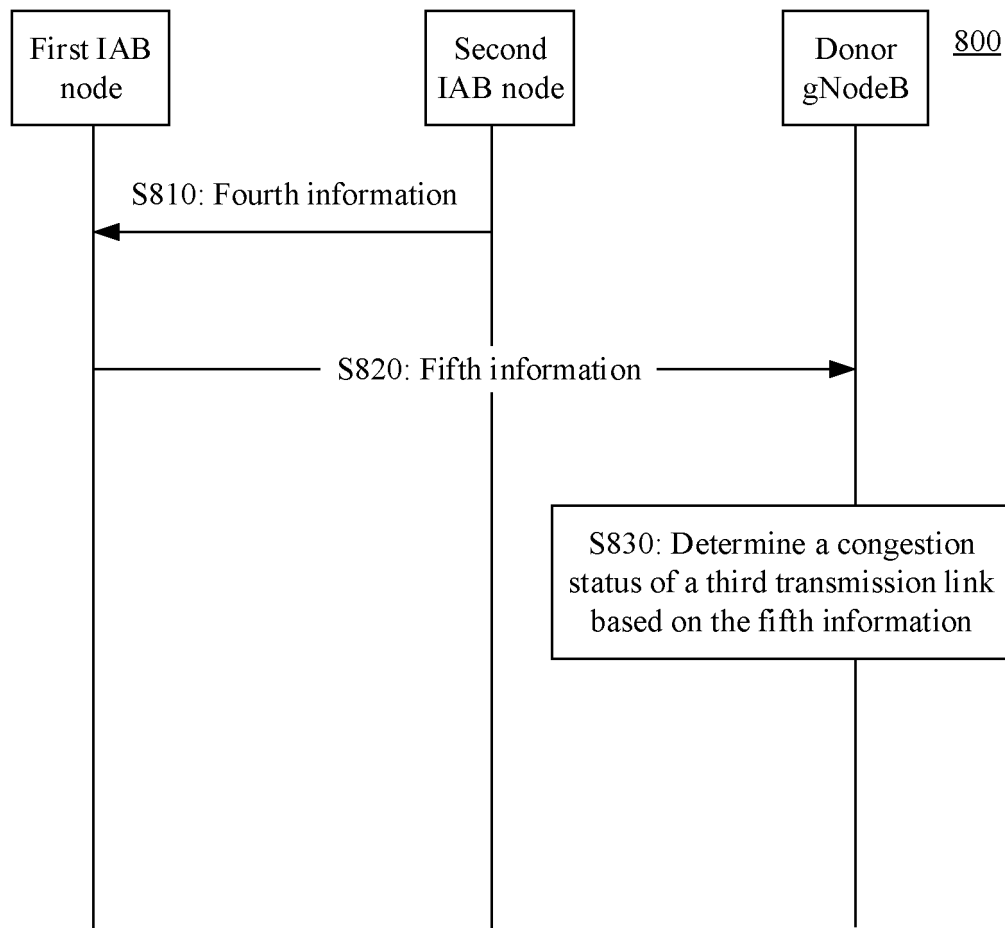 First IAB
node
Second
IAB node
Donor
gNodeB
800
S810: Fourth information
S820: Fifth information
S830: Determine a congestion
status of a third transmission link
based on the fifth information